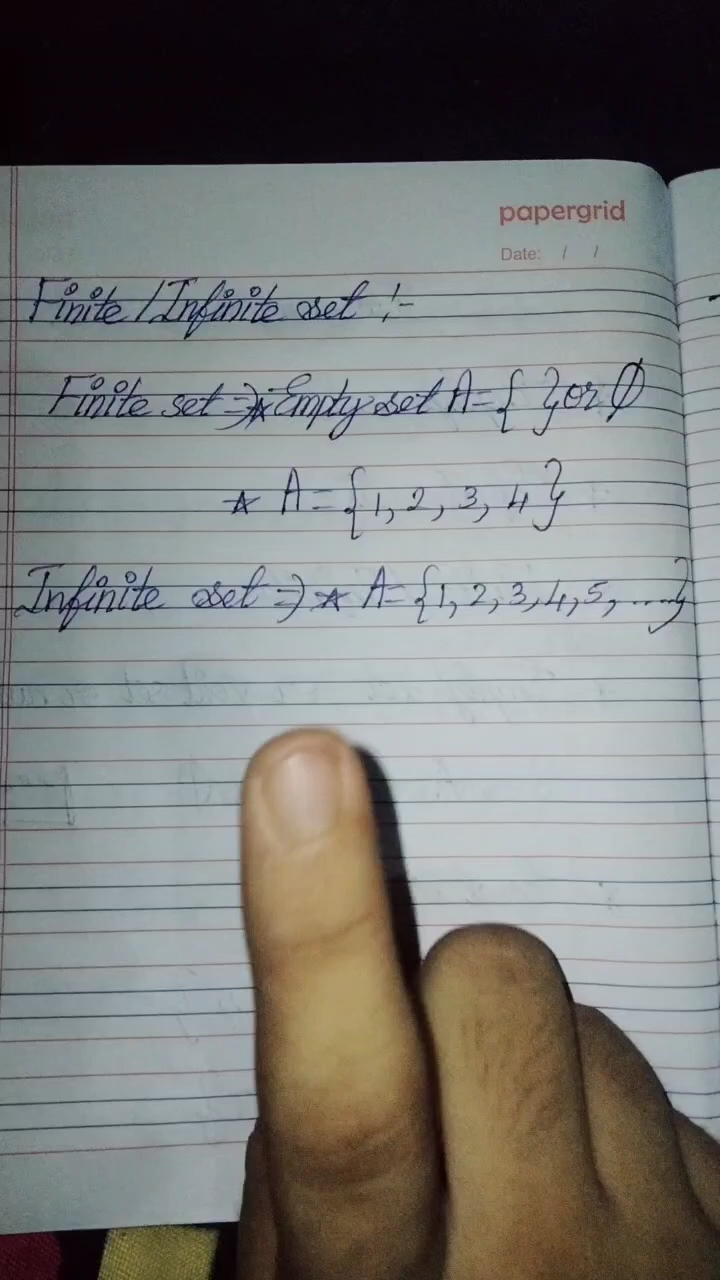 papergrid
Date: / /
Finite / Infinite set :-
Finite set ⇒ ★ Empty set A = { } or Ø
★ A = {1, 2, 3, 4}
Infinite set ⇒ ★ A = {1, 2, 3, 4, 5, .....}